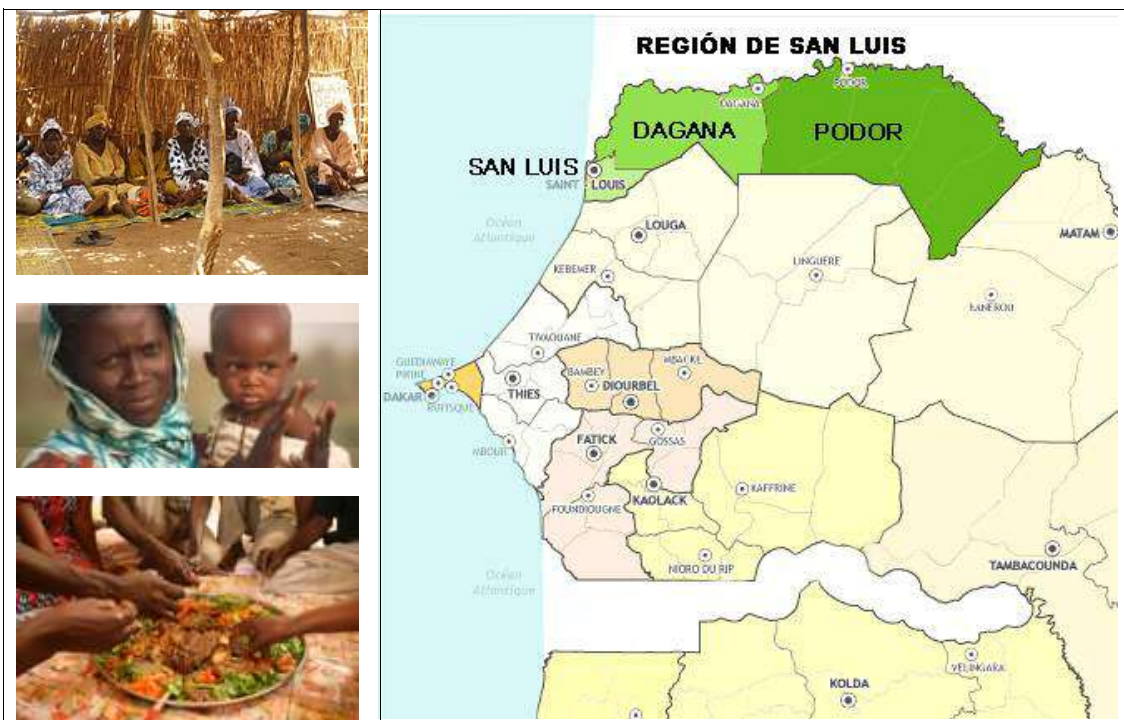 REGIÓN DE SAN LUIS
PODOR
DAGANA
DAGANA
PODOR
SAN LUIS
SAINT LOUIS
Océan
Atlantique
LOUGA
MATAM
LINGUERE
KEBEMER
RANEROU
TIVAOUANE
GUEDIAWAYE
PIKINE
MBACKE
BAMBEY
DIOURBEL
DAKAR
RUFISQUE
THIES
FATICK
GOSSAS
MBOUR
KAFFRINE
KAOLACK
FOUNDIOUGNE
NIORO DU RIP
TAMBACOUNDA
Océan
Atlantique
VELINGARA
KOLDA